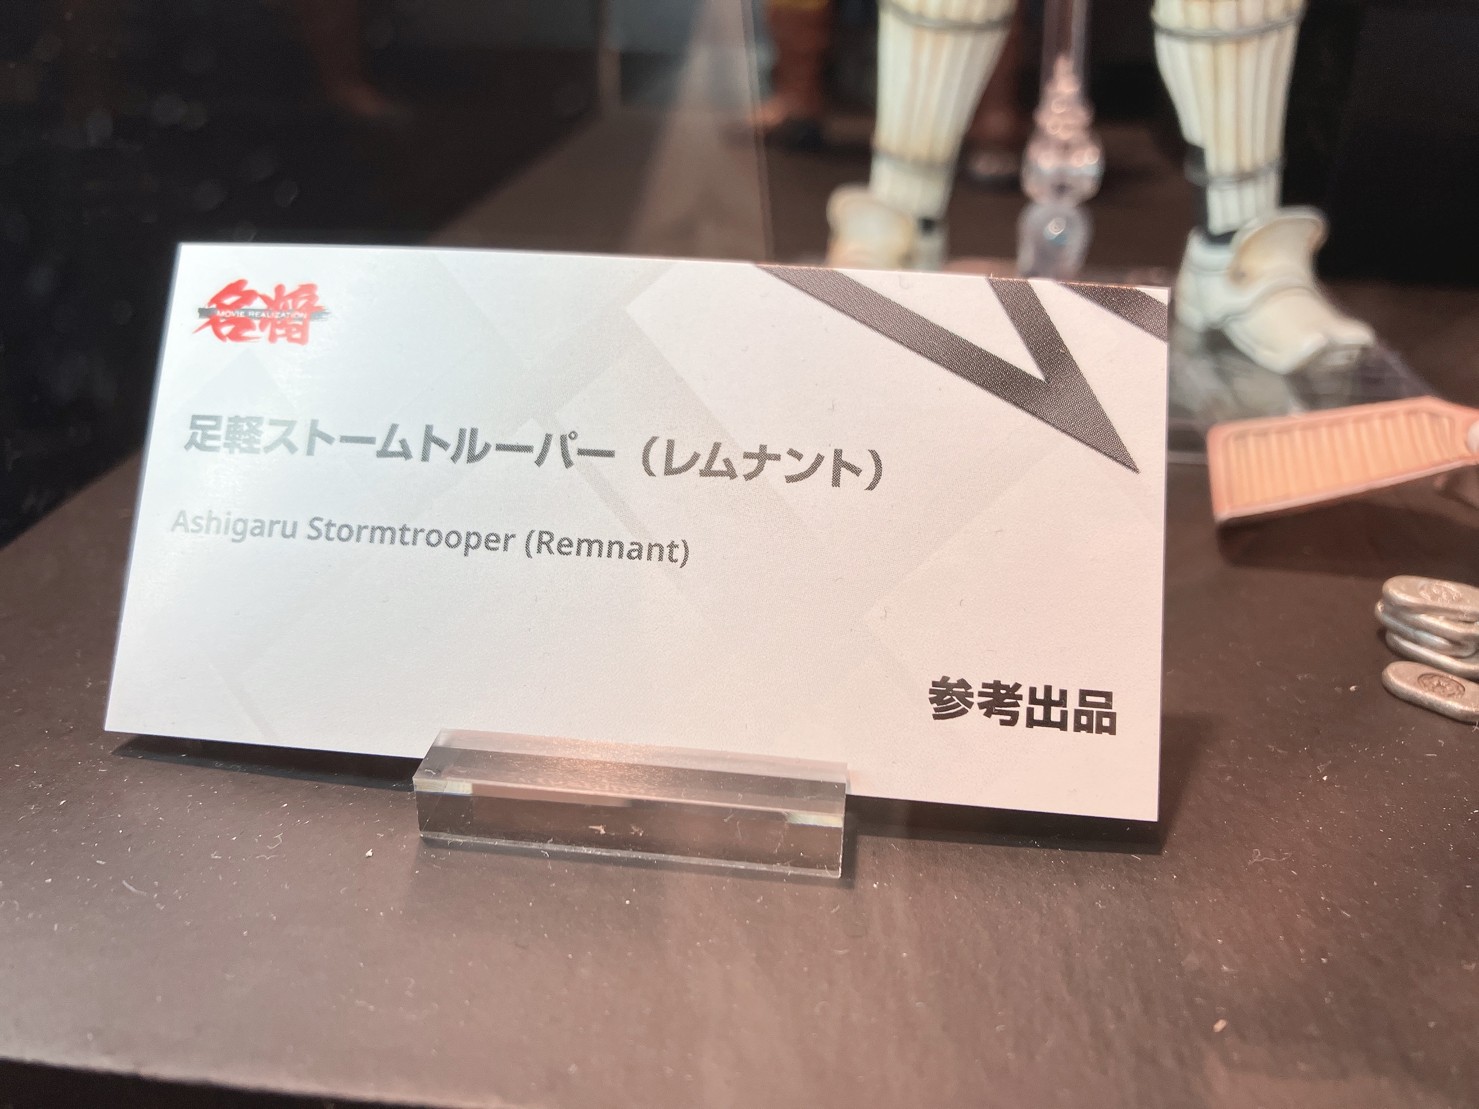 名将
MOVIE REALIZATION
足軽ストームトルーパー（レムナント）
Ashigaru Stormtrooper (Remnant)
参考出品